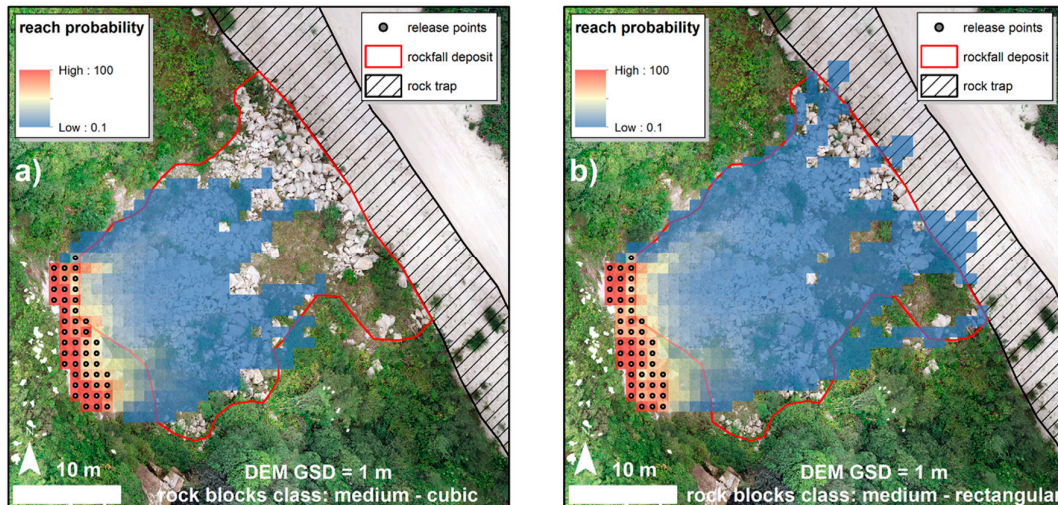 reach probability
High : 100
Low : 0.1
release points
rockfall deposit
rock trap
a)
10 m
DEM GSD = 1 m
rock blocks class: medium - cubic
reach probability
High : 100
Low : 0.1
release points
rockfall deposit
rock trap
b)
10 m
DEM GSD = 1 m
rock blocks class: medium - rectangular